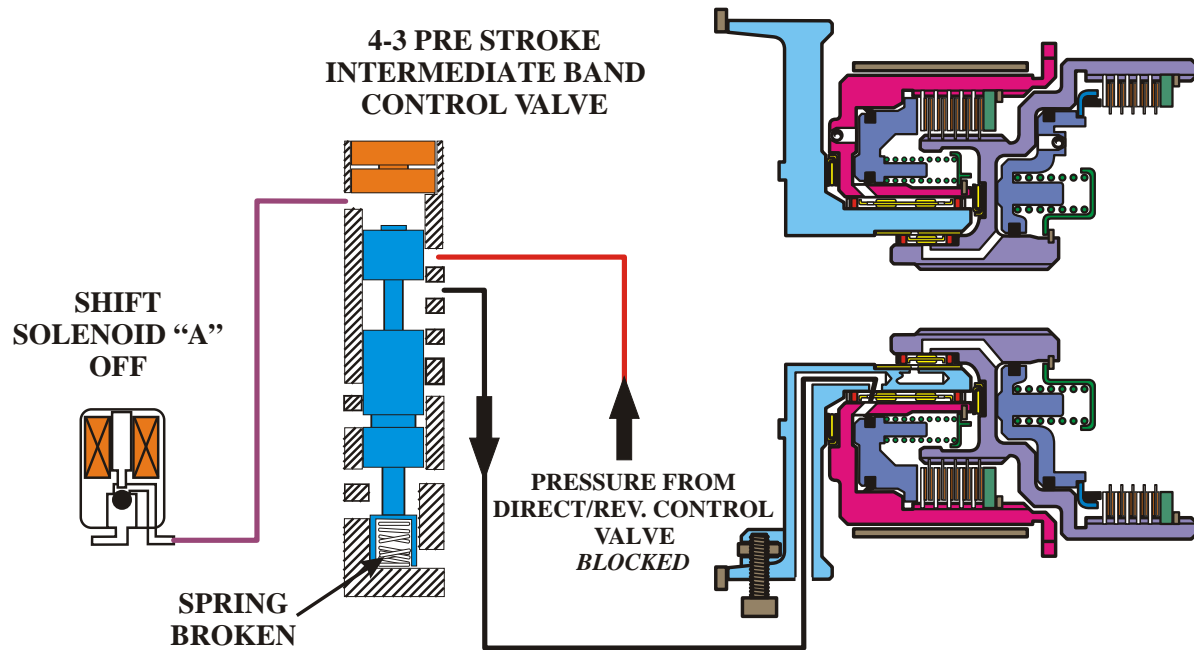 4-3 PRE STROKE
INTERMEDIATE BAND
CONTROL VALVE
SHIFT
SOLENOID “A”
OFF
PRESSURE FROM
DIRECT/REV. CONTROL
VALVE
BLOCKED
SPRING
BROKEN